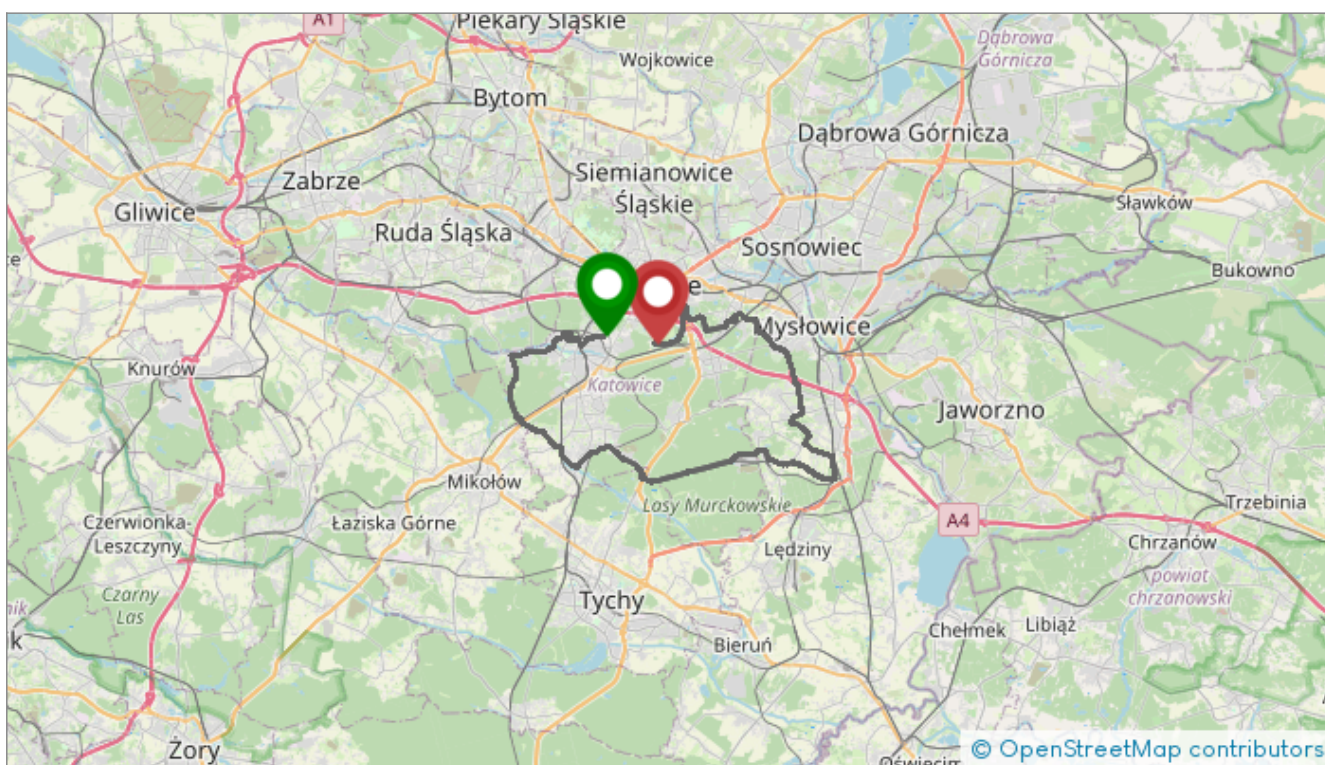 A1
Piekary Śląskie
Dąbrowa
Górnicza
Wojkowice
Bytom
Dąbrowa Górnicza
Siemianowice
Śląskie
Zabrze
Sławków
Gliwice
Ruda Śląska
Sosnowiec
Bukowno
Mysłowice
Knurów
Katowice
Jaworzno
Mikołów
Lasy Murckowskie
Trzebinia
Czerwionka-
Leszczyny
Łaziska Górne
A4
Lędziny
Chrzanów
powiat
chrzanowski
Czarny
Las
Tychy
Libiąż
Chełmek
Bieruń
Żory
© OpenStreetMap contributors